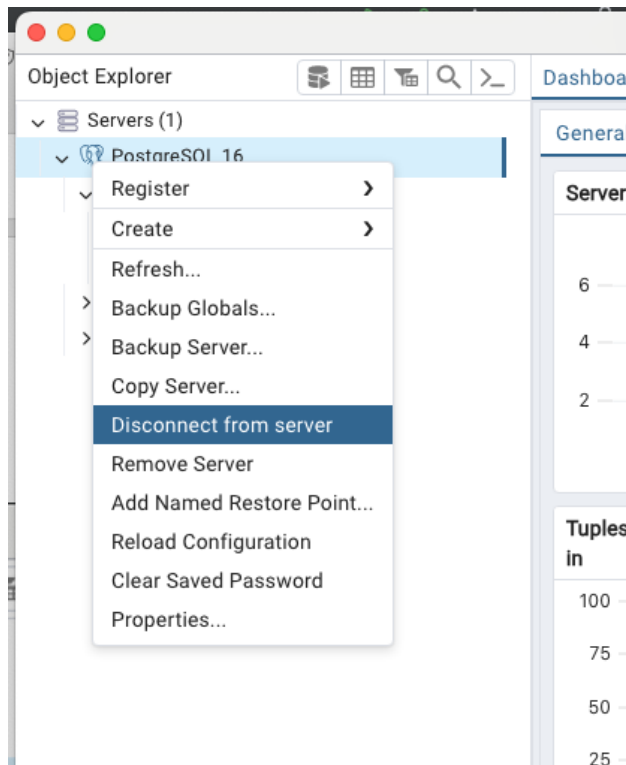 Object Explorer
Dashboa
Servers (1)
Genera
PostgreSQL 16
Register
Server
Create
Refresh...
6
Backup Globals...
Backup Server...
4
Copy Server...
2
Disconnect from server
Remove Server
Add Named Restore Point...
Tuples
Reload Configuration
in
Clear Saved Password
100
Properties...
75
50
25